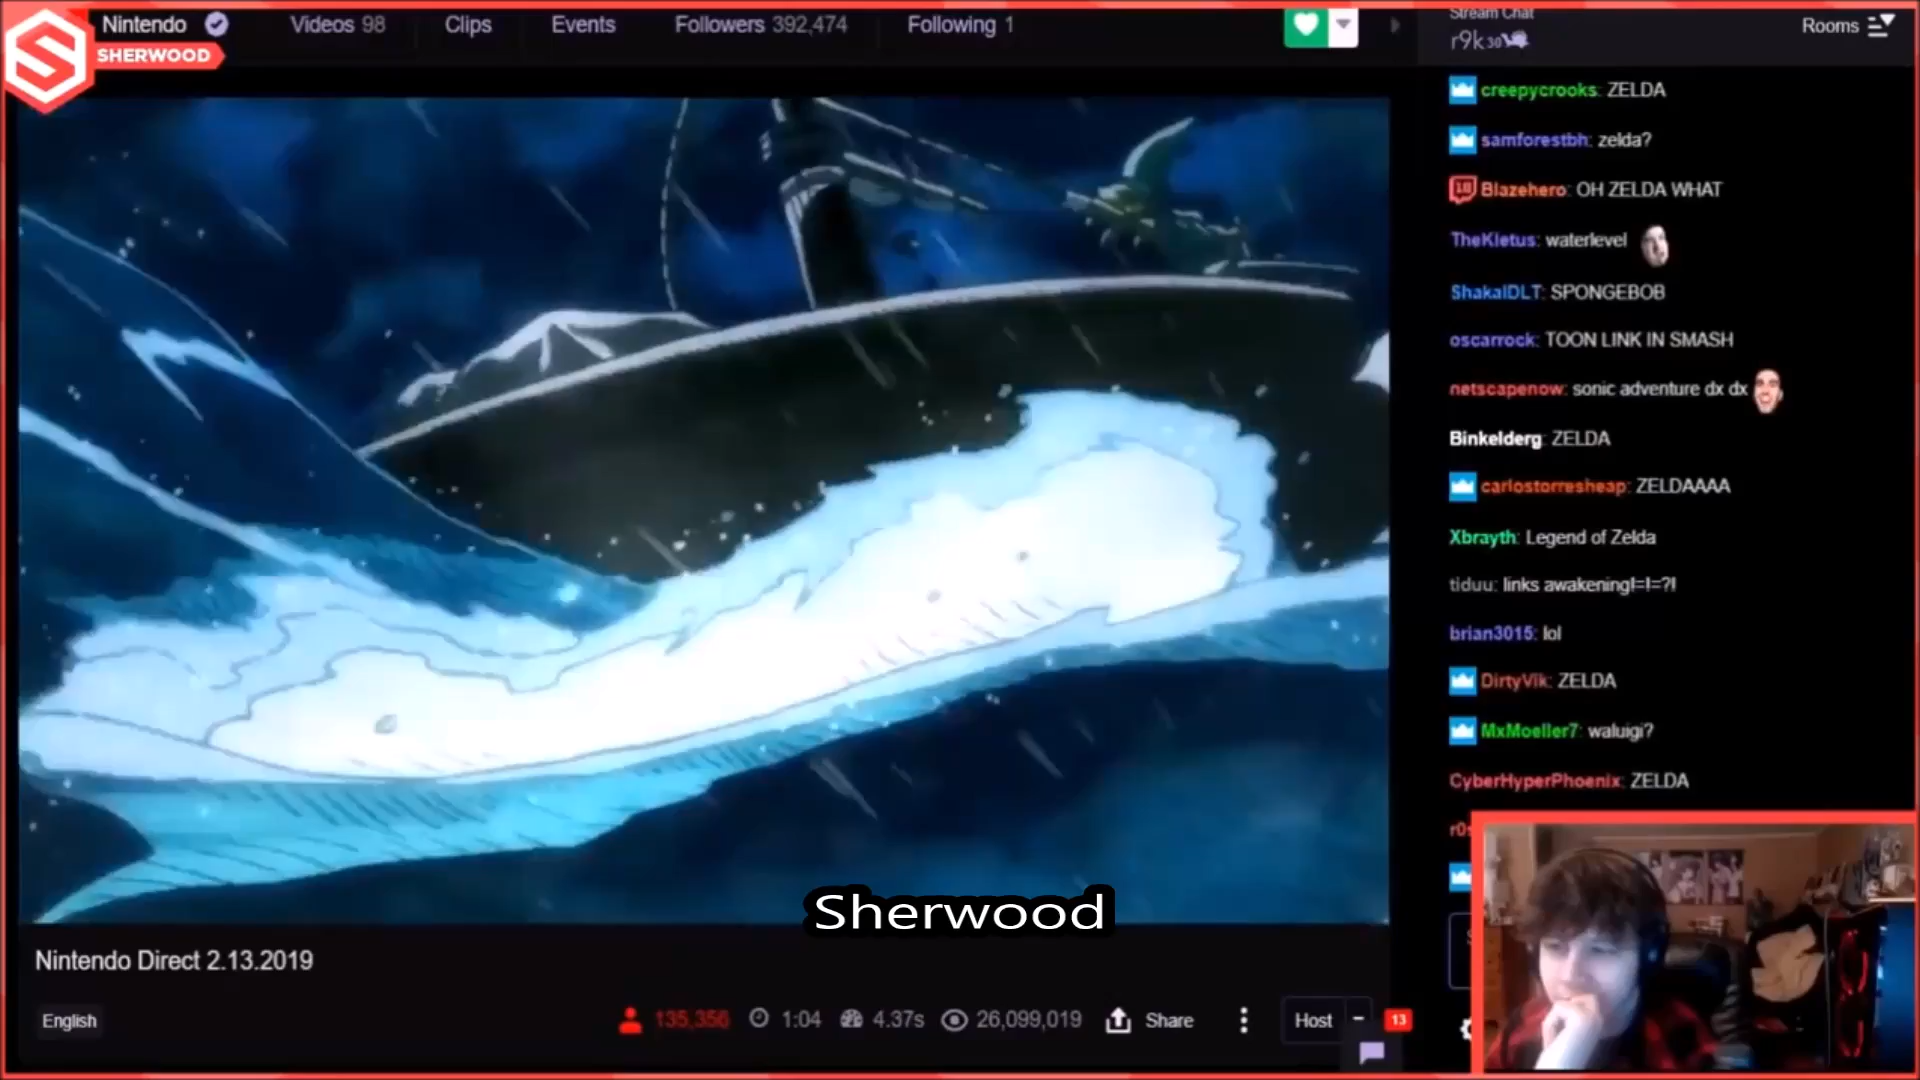 Nintendo
SHERWOOD
Videos 98
Clips
Events
Followers 392,474
Following 1
Stream Chat
r9k 30
Rooms
creepycrooks: ZELDA
samforestbh: zelda?
Blazehero: OH ZELDA WHAT
TheKletus: waterlevel
ShakalDLT: SPONGEBOB
oscarrock: TOON LINK IN SMASH
netscapenow: sonic adventure dx dx
Binkelderg: ZELDA
carlostorresheap: ZELDAAAA
Xbrayth: Legend of Zelda
tiduu: links awakening!=!=?!
brian3015: lol
DirtyVik: ZELDA
MxMoeller7: waluigi?
CyberHyperPhoenix: ZELDA
Sherwood
Nintendo Direct 2.13.2019
English
135,356
1:04
4.37s
26,099,019
Share
Host
13